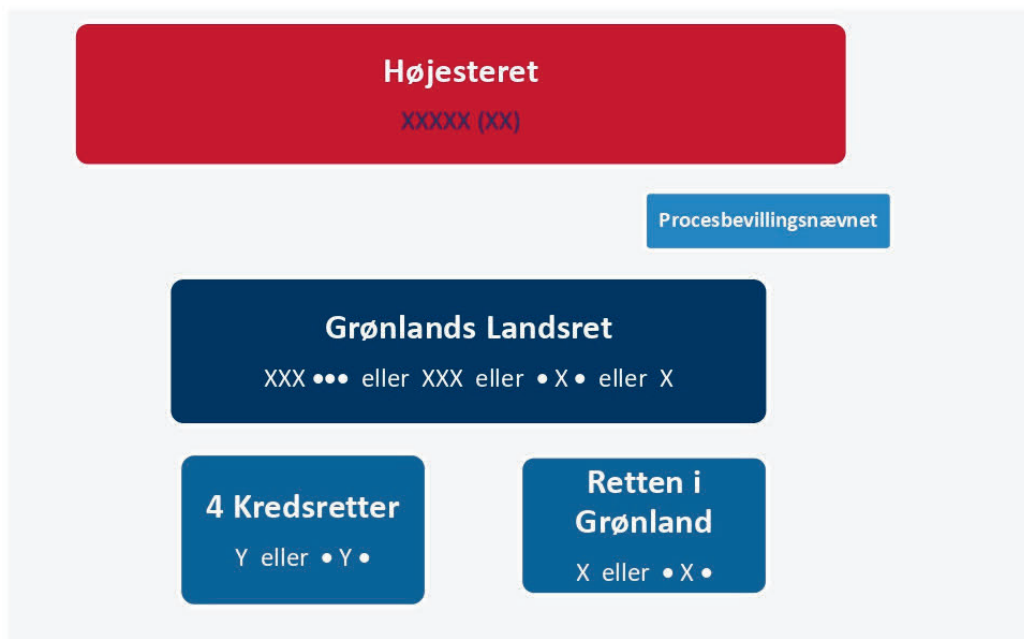 Højesteret
XXXXX (XX)
Procesbevillingsnævnet
Grønlands Landsret
XXX ••• eller XXX eller • X • eller X
4 Kredsretter
Y eller • Y •
Retten i
Grønland
X eller • X •